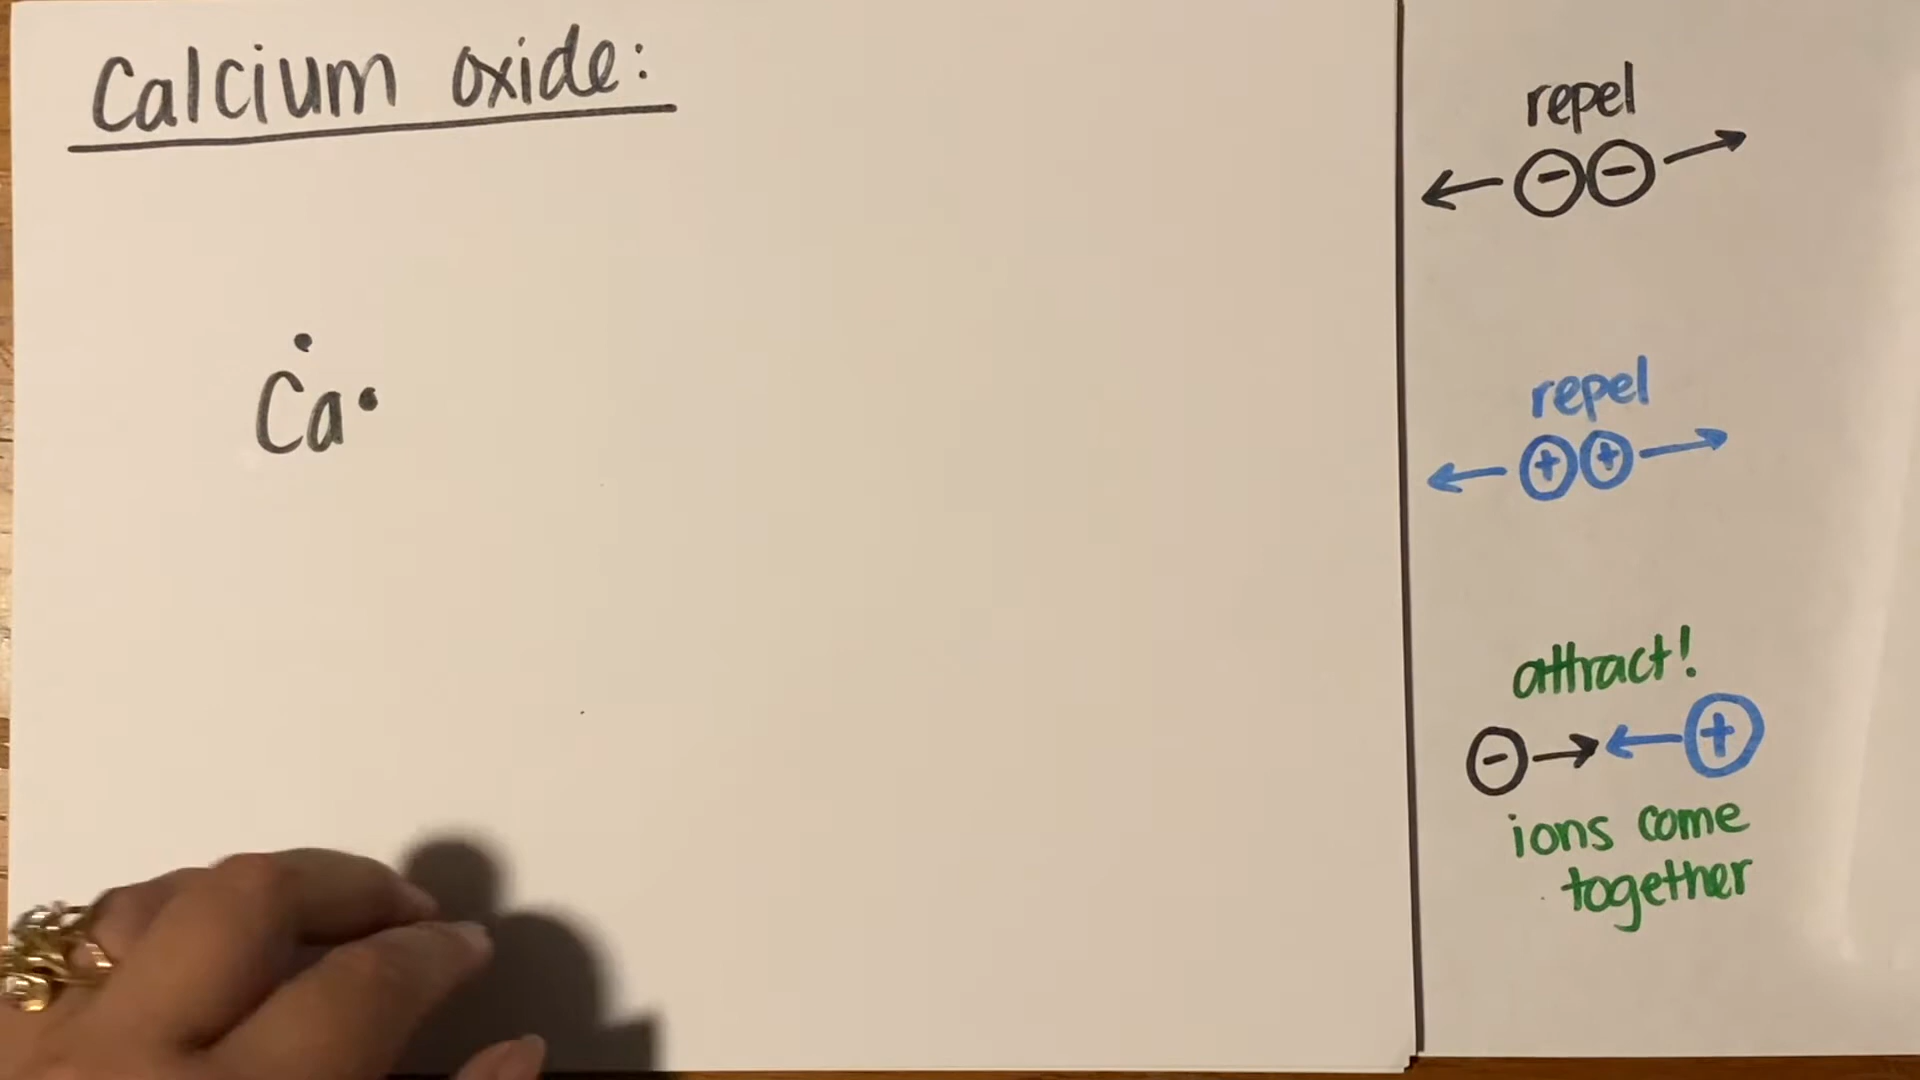 Calcium oxide:
Ca
repel
- -
repel
+ +
attract!
- +
ions come
together